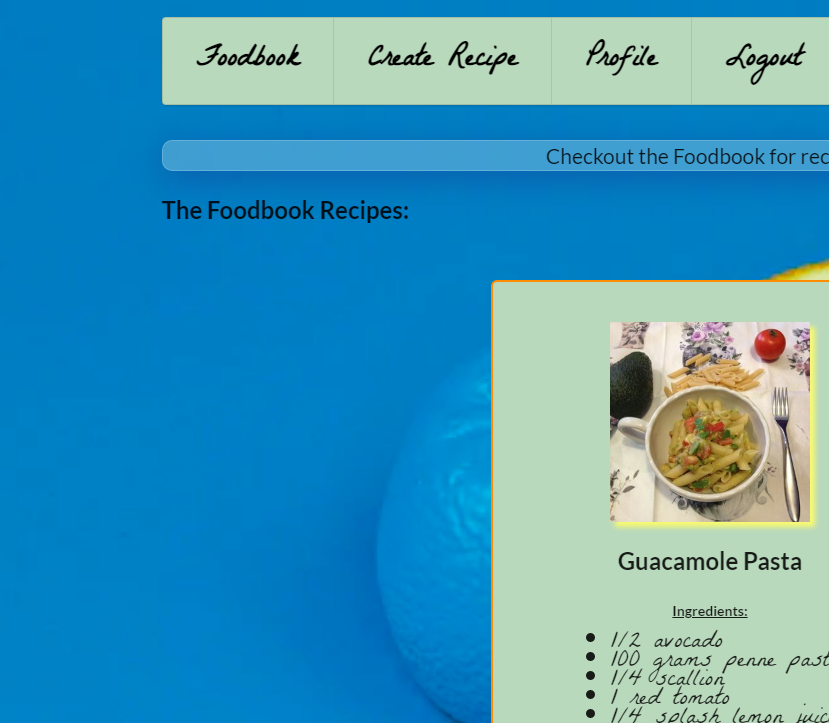 Foodbook Create Recipe Profile Logout
Checkout the Foodbook for rec
The Foodbook Recipes:
Guacamole Pasta
Ingredients:
1/2 avocado
100 grams penne past
1/4 scallion
1 red tomato
1/4 splash lemon juic